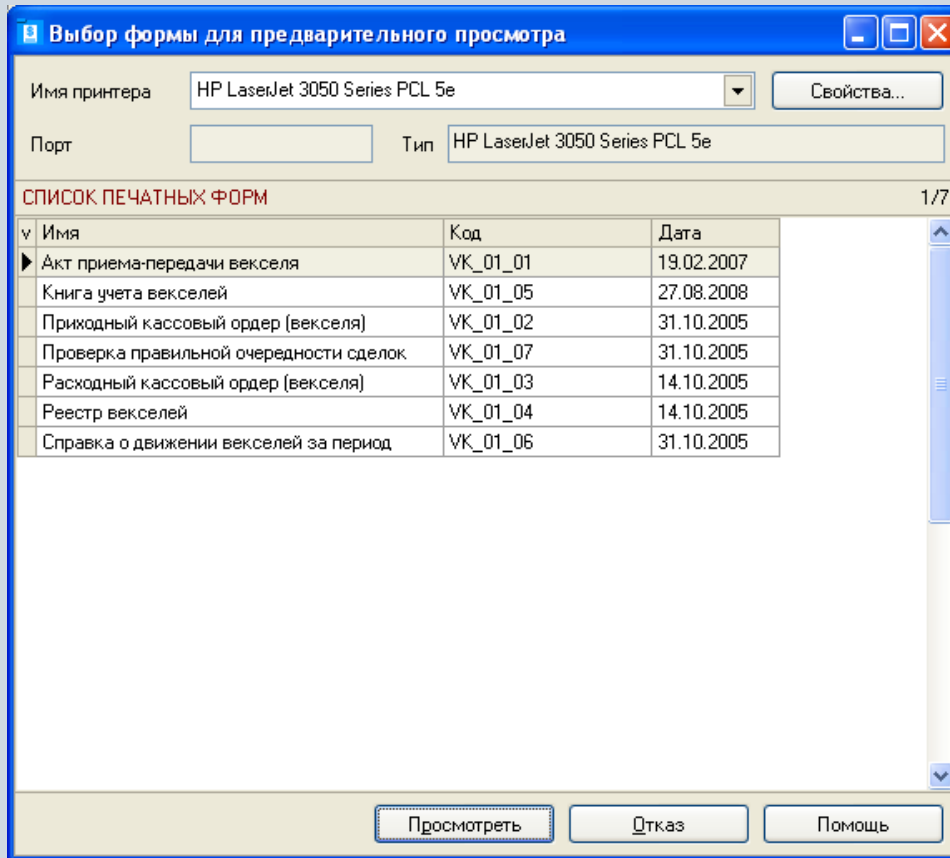 Выбор формы для предварительного просмотра
Имя принтера HP LaserJet 3050 Series PCL 5e Свойства...
Порт Тип HP LaserJet 3050 Series PCL 5e
СПИСОК ПЕЧАТНЫХ ФОРМ 1/7
v Имя Код Дата
Акт приема-передачи векселя VK_01_01 19.02.2007
Книга учета векселей VK_01_05 27.08.2008
Приходный кассовый ордер (векселя) VK_01_02 31.10.2005
Проверка правильной очередности сделок VK_01_07 31.10.2005
Расходный кассовый ордер (векселя) VK_01_03 14.10.2005
Реестр векселей VK_01_04 14.10.2005
Справка о движении векселей за период VK_01_06 31.10.2005
Просмотреть Отказ Помощь